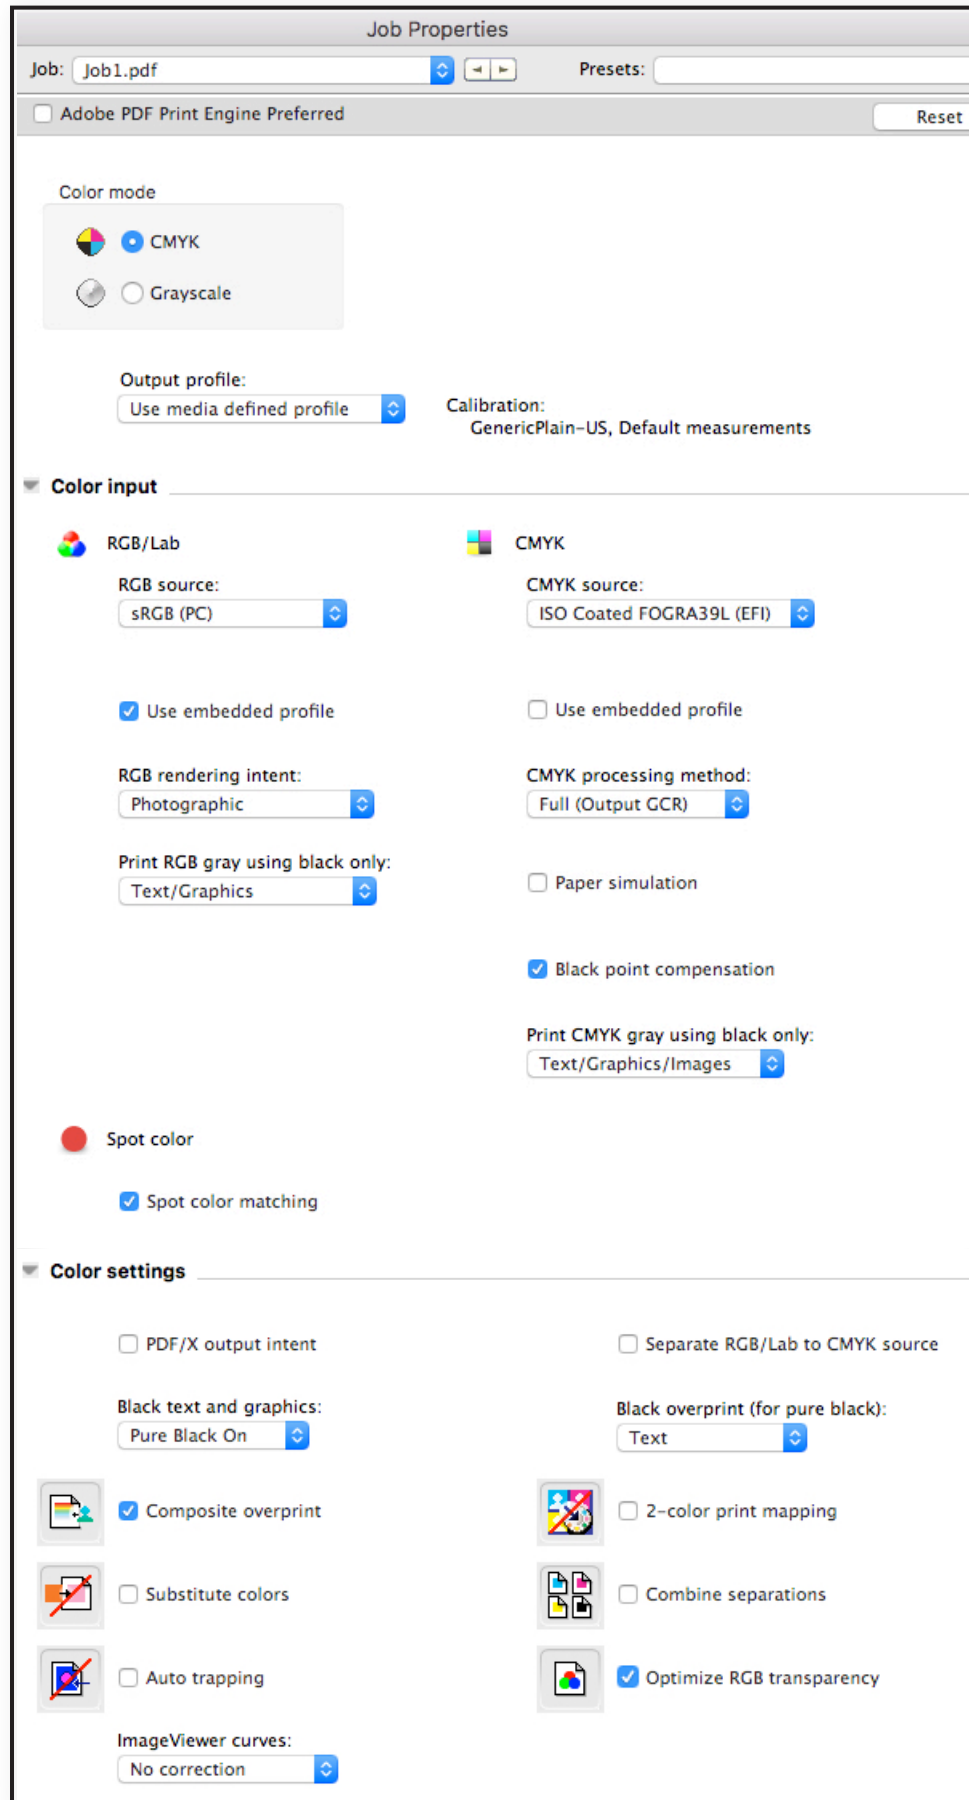 Job Properties
Job: Job1.pdf Presets:
Adobe PDF Print Engine Preferred Reset
Color mode
CMYK
Grayscale
Output profile:
Use media defined profile
Calibration:
GenericPlain-US, Default measurements
Color input
RGB/Lab
RGB source:
sRGB (PC)
Use embedded profile
RGB rendering intent:
Photographic
Print RGB gray using black only:
Text/Graphics
CMYK
CMYK source:
ISO Coated FOGRA39L (EFI)
Use embedded profile
CMYK processing method:
Full (Output GCR)
Paper simulation
Black point compensation
Print CMYK gray using black only:
Text/Graphics/Images
Spot color
Spot color matching
Color settings
PDF/X output intent
Separate RGB/Lab to CMYK source
Black text and graphics:
Pure Black On
Black overprint (for pure black):
Text
Composite overprint
2-color print mapping
Substitute colors
Combine separations
Auto trapping
Optimize RGB transparency
ImageViewer curves:
No correction